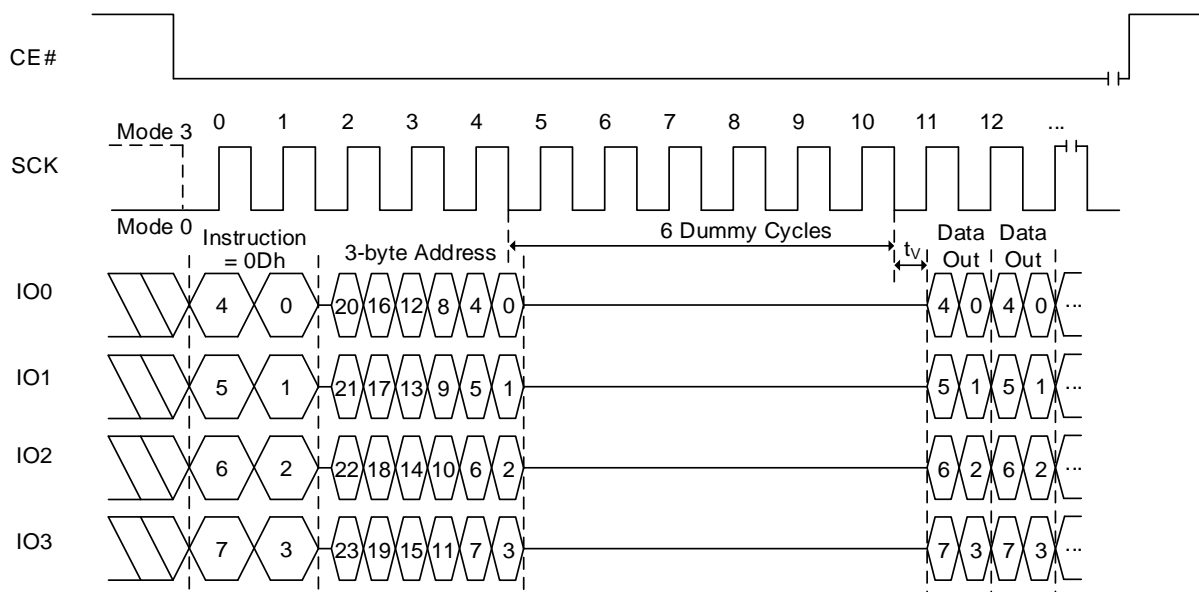 CE#
0 1 2 3 4 5 6 7 8 9 10 11 12 ...
Mode 3
SCK
Mode 0
Instruction
= 0Dh
3-byte Address
6 Dummy Cycles
tV
Data
Out
Data
Out
IO0 4 0 20 16 12 8 4 0 4 0 4 0 ...
IO1 5 1 21 17 13 9 5 1 5 1 5 1 ...
IO2 6 2 22 18 14 10 6 2 6 2 6 2 ...
IO3 7 3 23 19 15 11 7 3 7 3 7 3 ...